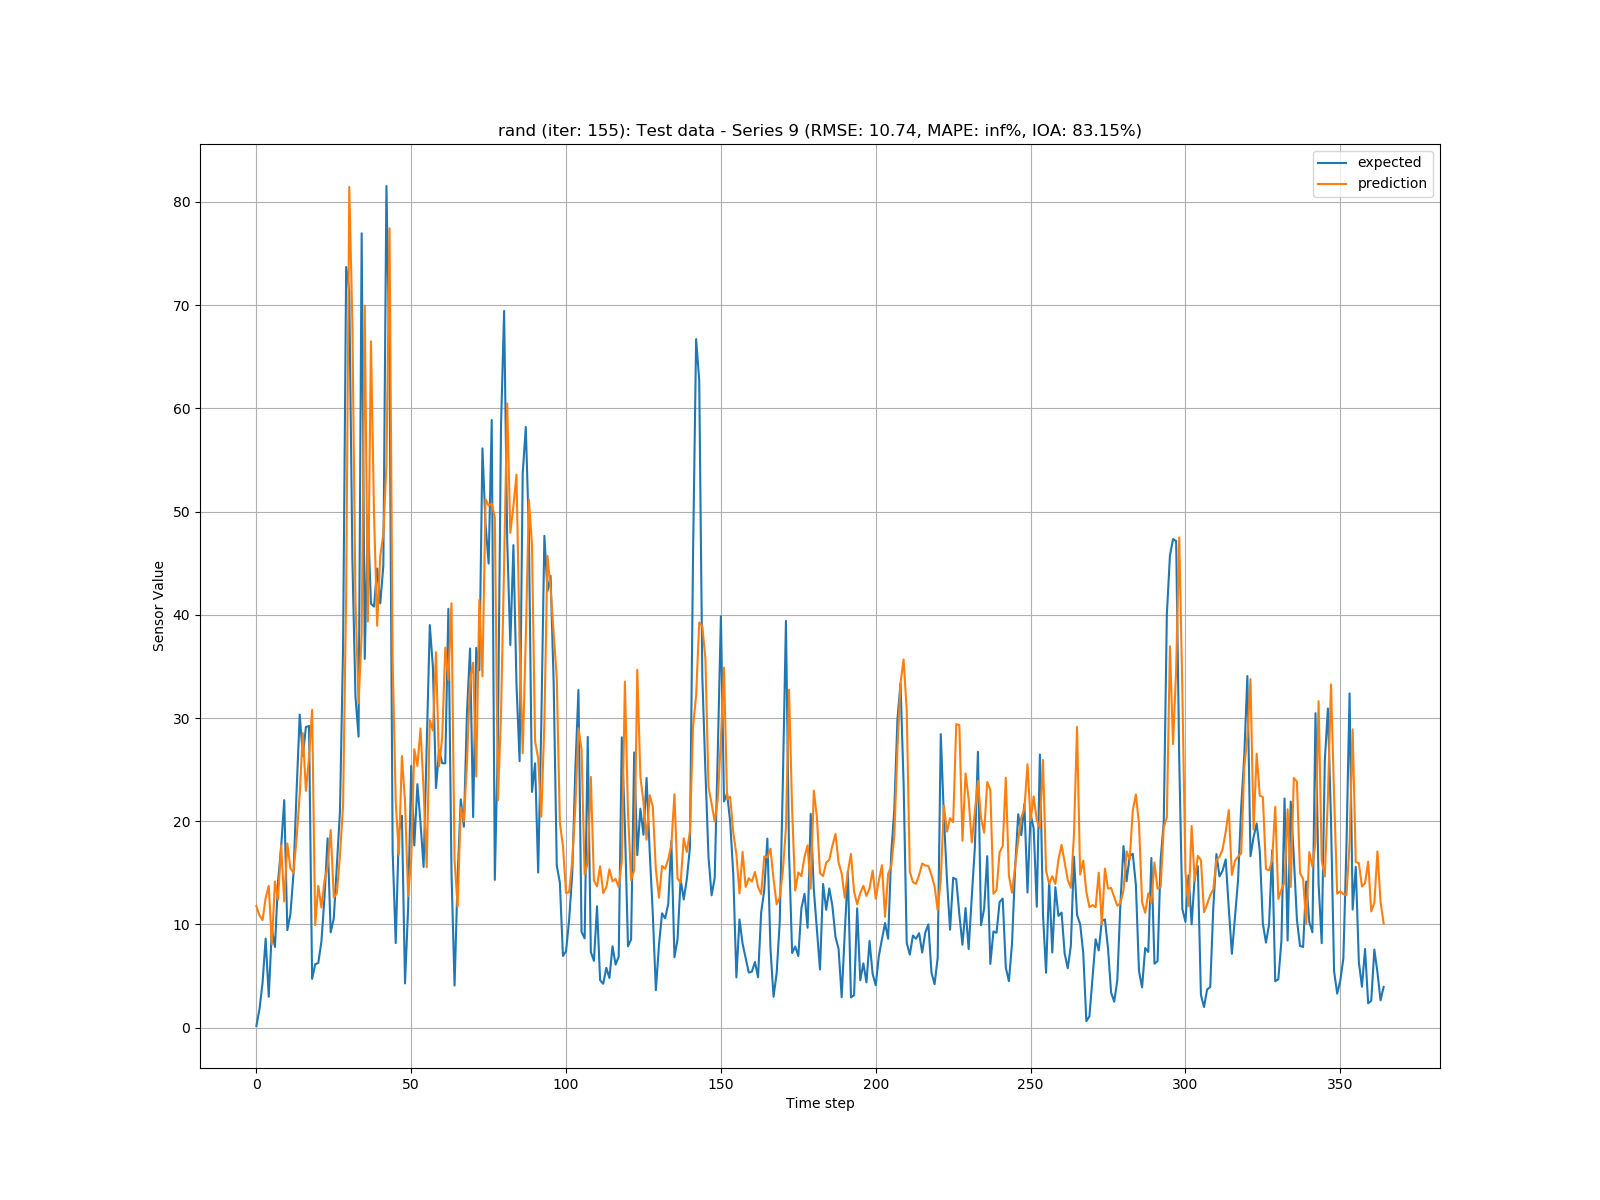 rand (iter: 155): Test data - Series 9 (RMSE: 10.74, MAPE: inf%, IOA: 83.15%)
expected
prediction
80
70
60
50
40
30
20
10
0
Sensor Value
0 50 100 150 200 250 300 350
Time step